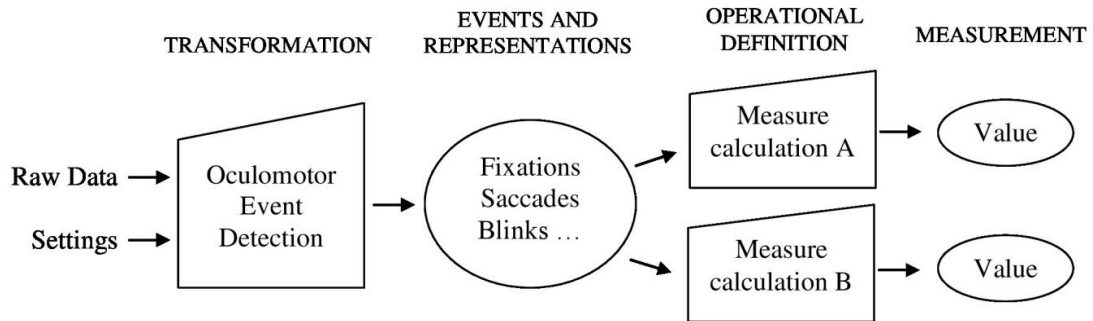 TRANSFORMATION
EVENTS AND
REPRESENTATIONS
OPERATIONAL
DEFINITION
MEASUREMENT
Raw Data
Settings
Oculomotor
Event
Detection
Fixations
Saccades
Blinks …
Measure
calculation A
Value
Measure
calculation B
Value